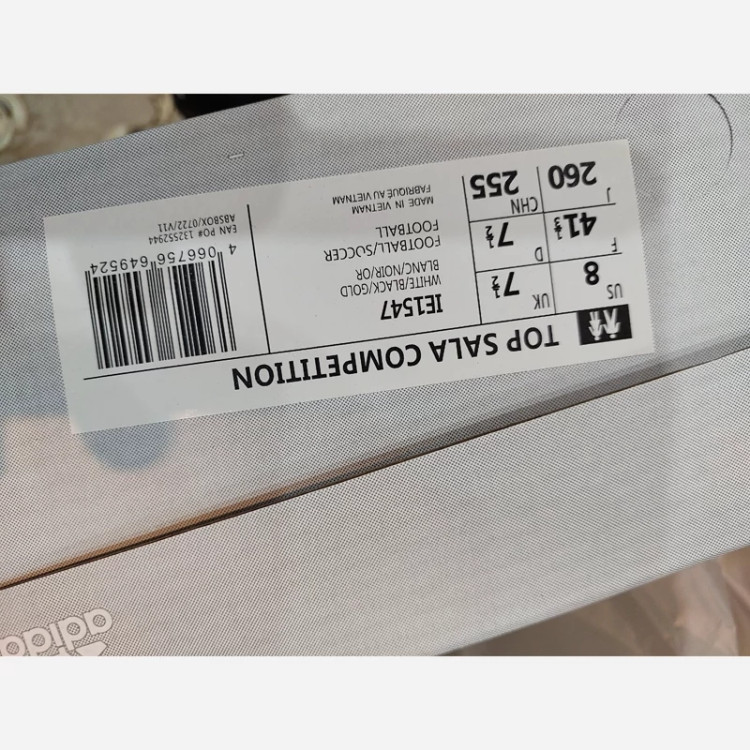 TOP SALA COMPETITION
US
8
UK
7½
F
41⅓
D
7½
J
260
CHN
255
IE1547
WHITE/BLACK/GOLD
BLANC/NOIR/OR
FOOTBALL/SOCCER
FOOTBALL
MADE IN VIETNAM
FABRIQUÉ AU VIETNAM
4 066756 649524
EAN PO# 132552944
ABSBOX/0722/V11
adidas